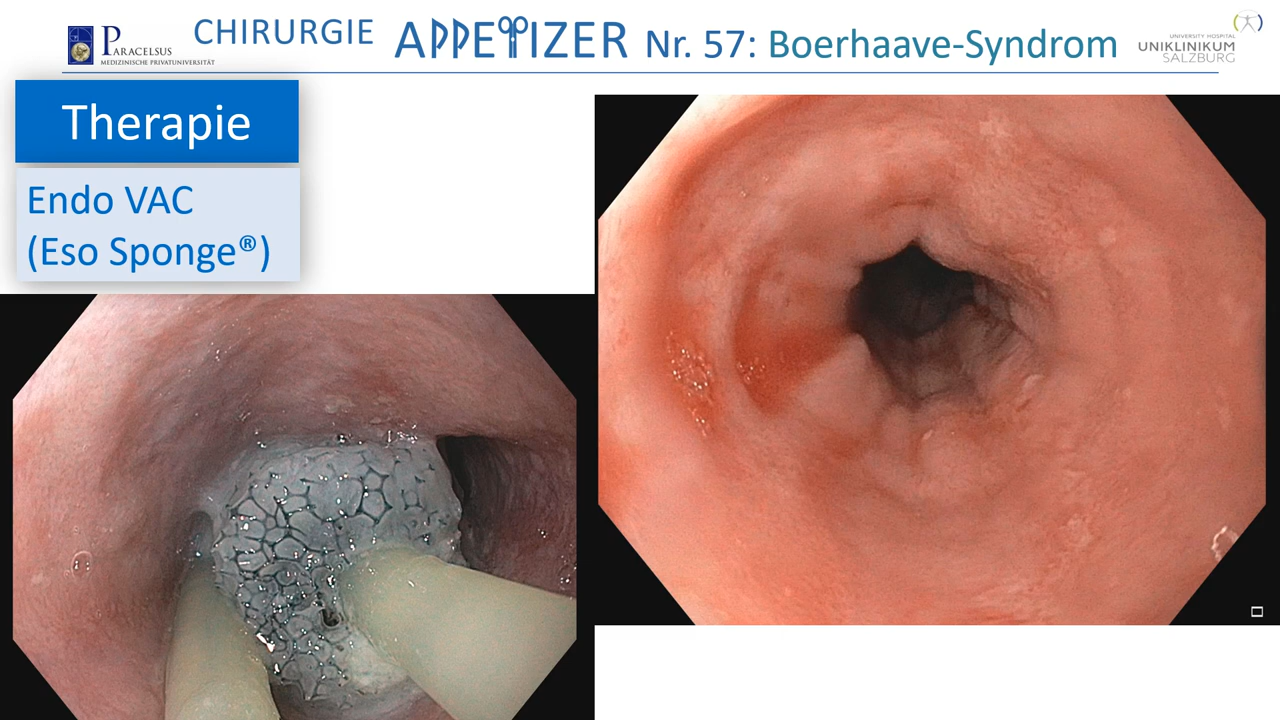 PARACELSUS
MEDIZINISCHE PRIVATUNIVERSITÄT
CHIRURGIE APPETIZER Nr. 57: Boerhaave-Syndrom
UNIVERSITY HOSPITAL
UNIKLINIKUM
SALZBURG
Therapie
Endo VAC
(Eso Sponge®)